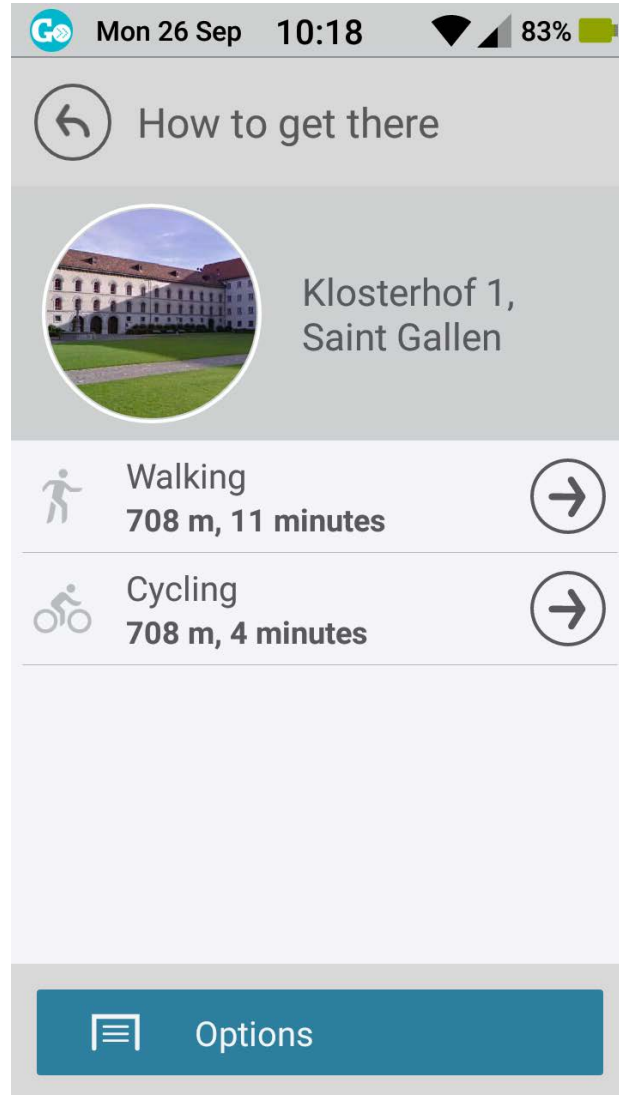 Go
Mon 26 Sep 10:18 83%
How to get there
Klosterhof 1,
Saint Gallen
Walking
708 m, 11 minutes
Cycling
708 m, 4 minutes
Options